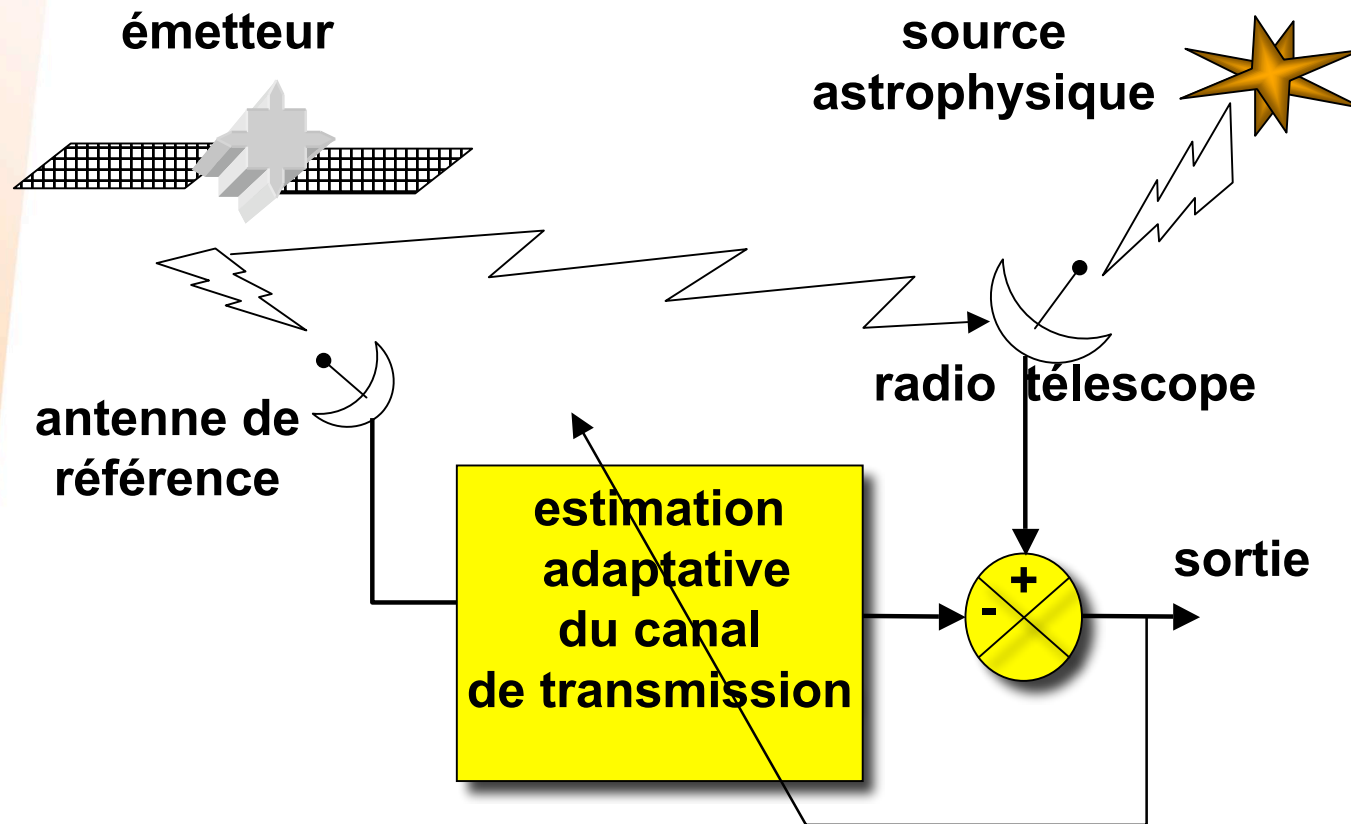 émetteur
source
astrophysique
radio télescope
antenne de
référence
estimation
adaptative
du canal
de transmission
+
-
sortie